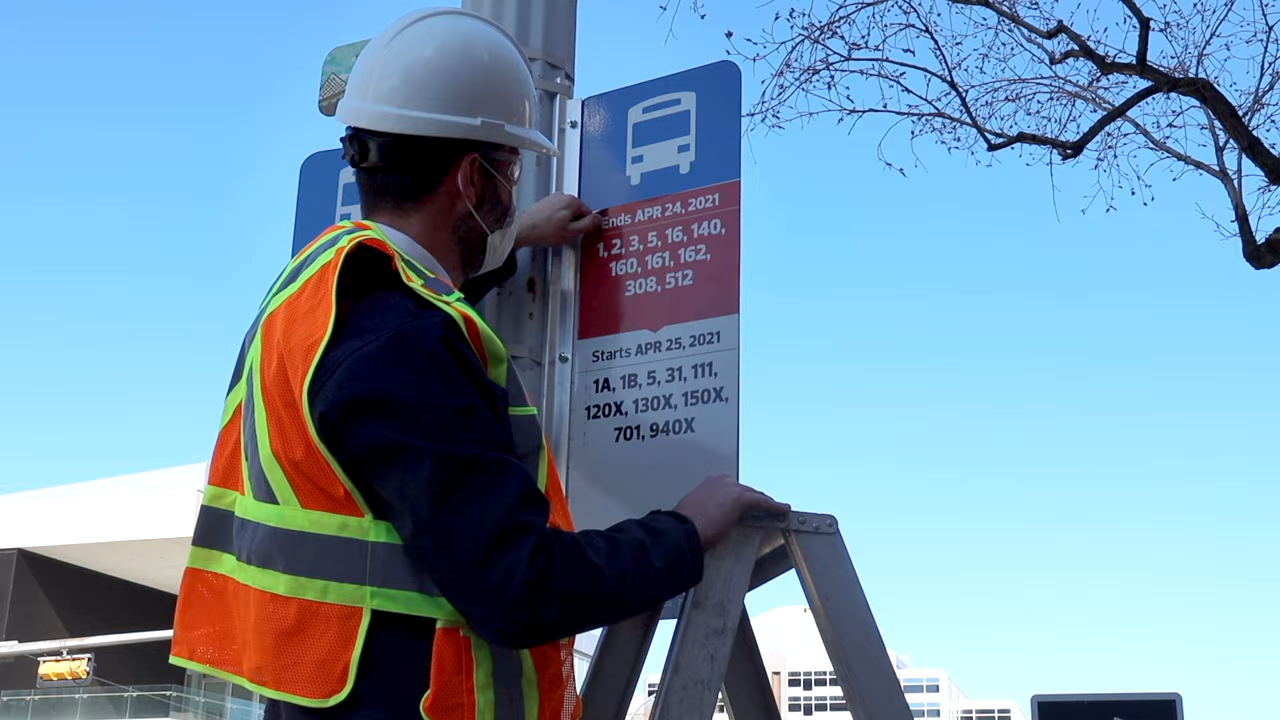 Ends APR 24, 2021
1, 2, 3, 5, 16, 140,
160, 161, 162,
308, 512
Starts APR 25, 2021
1A, 1B, 5, 31, 111,
120X, 130X, 150X,
701, 940X